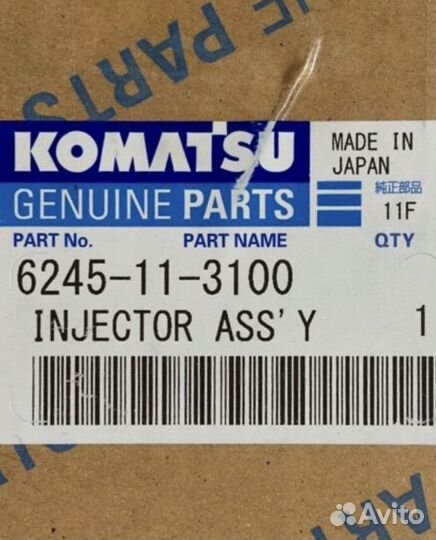 E PARTS
KOMATSU
GENUINE PARTS
MADE IN
JAPAN
純正部品
11F
PART No.
PART NAME
QTY
6245-11-3100
INJECTOR ASS'Y
1
Avito